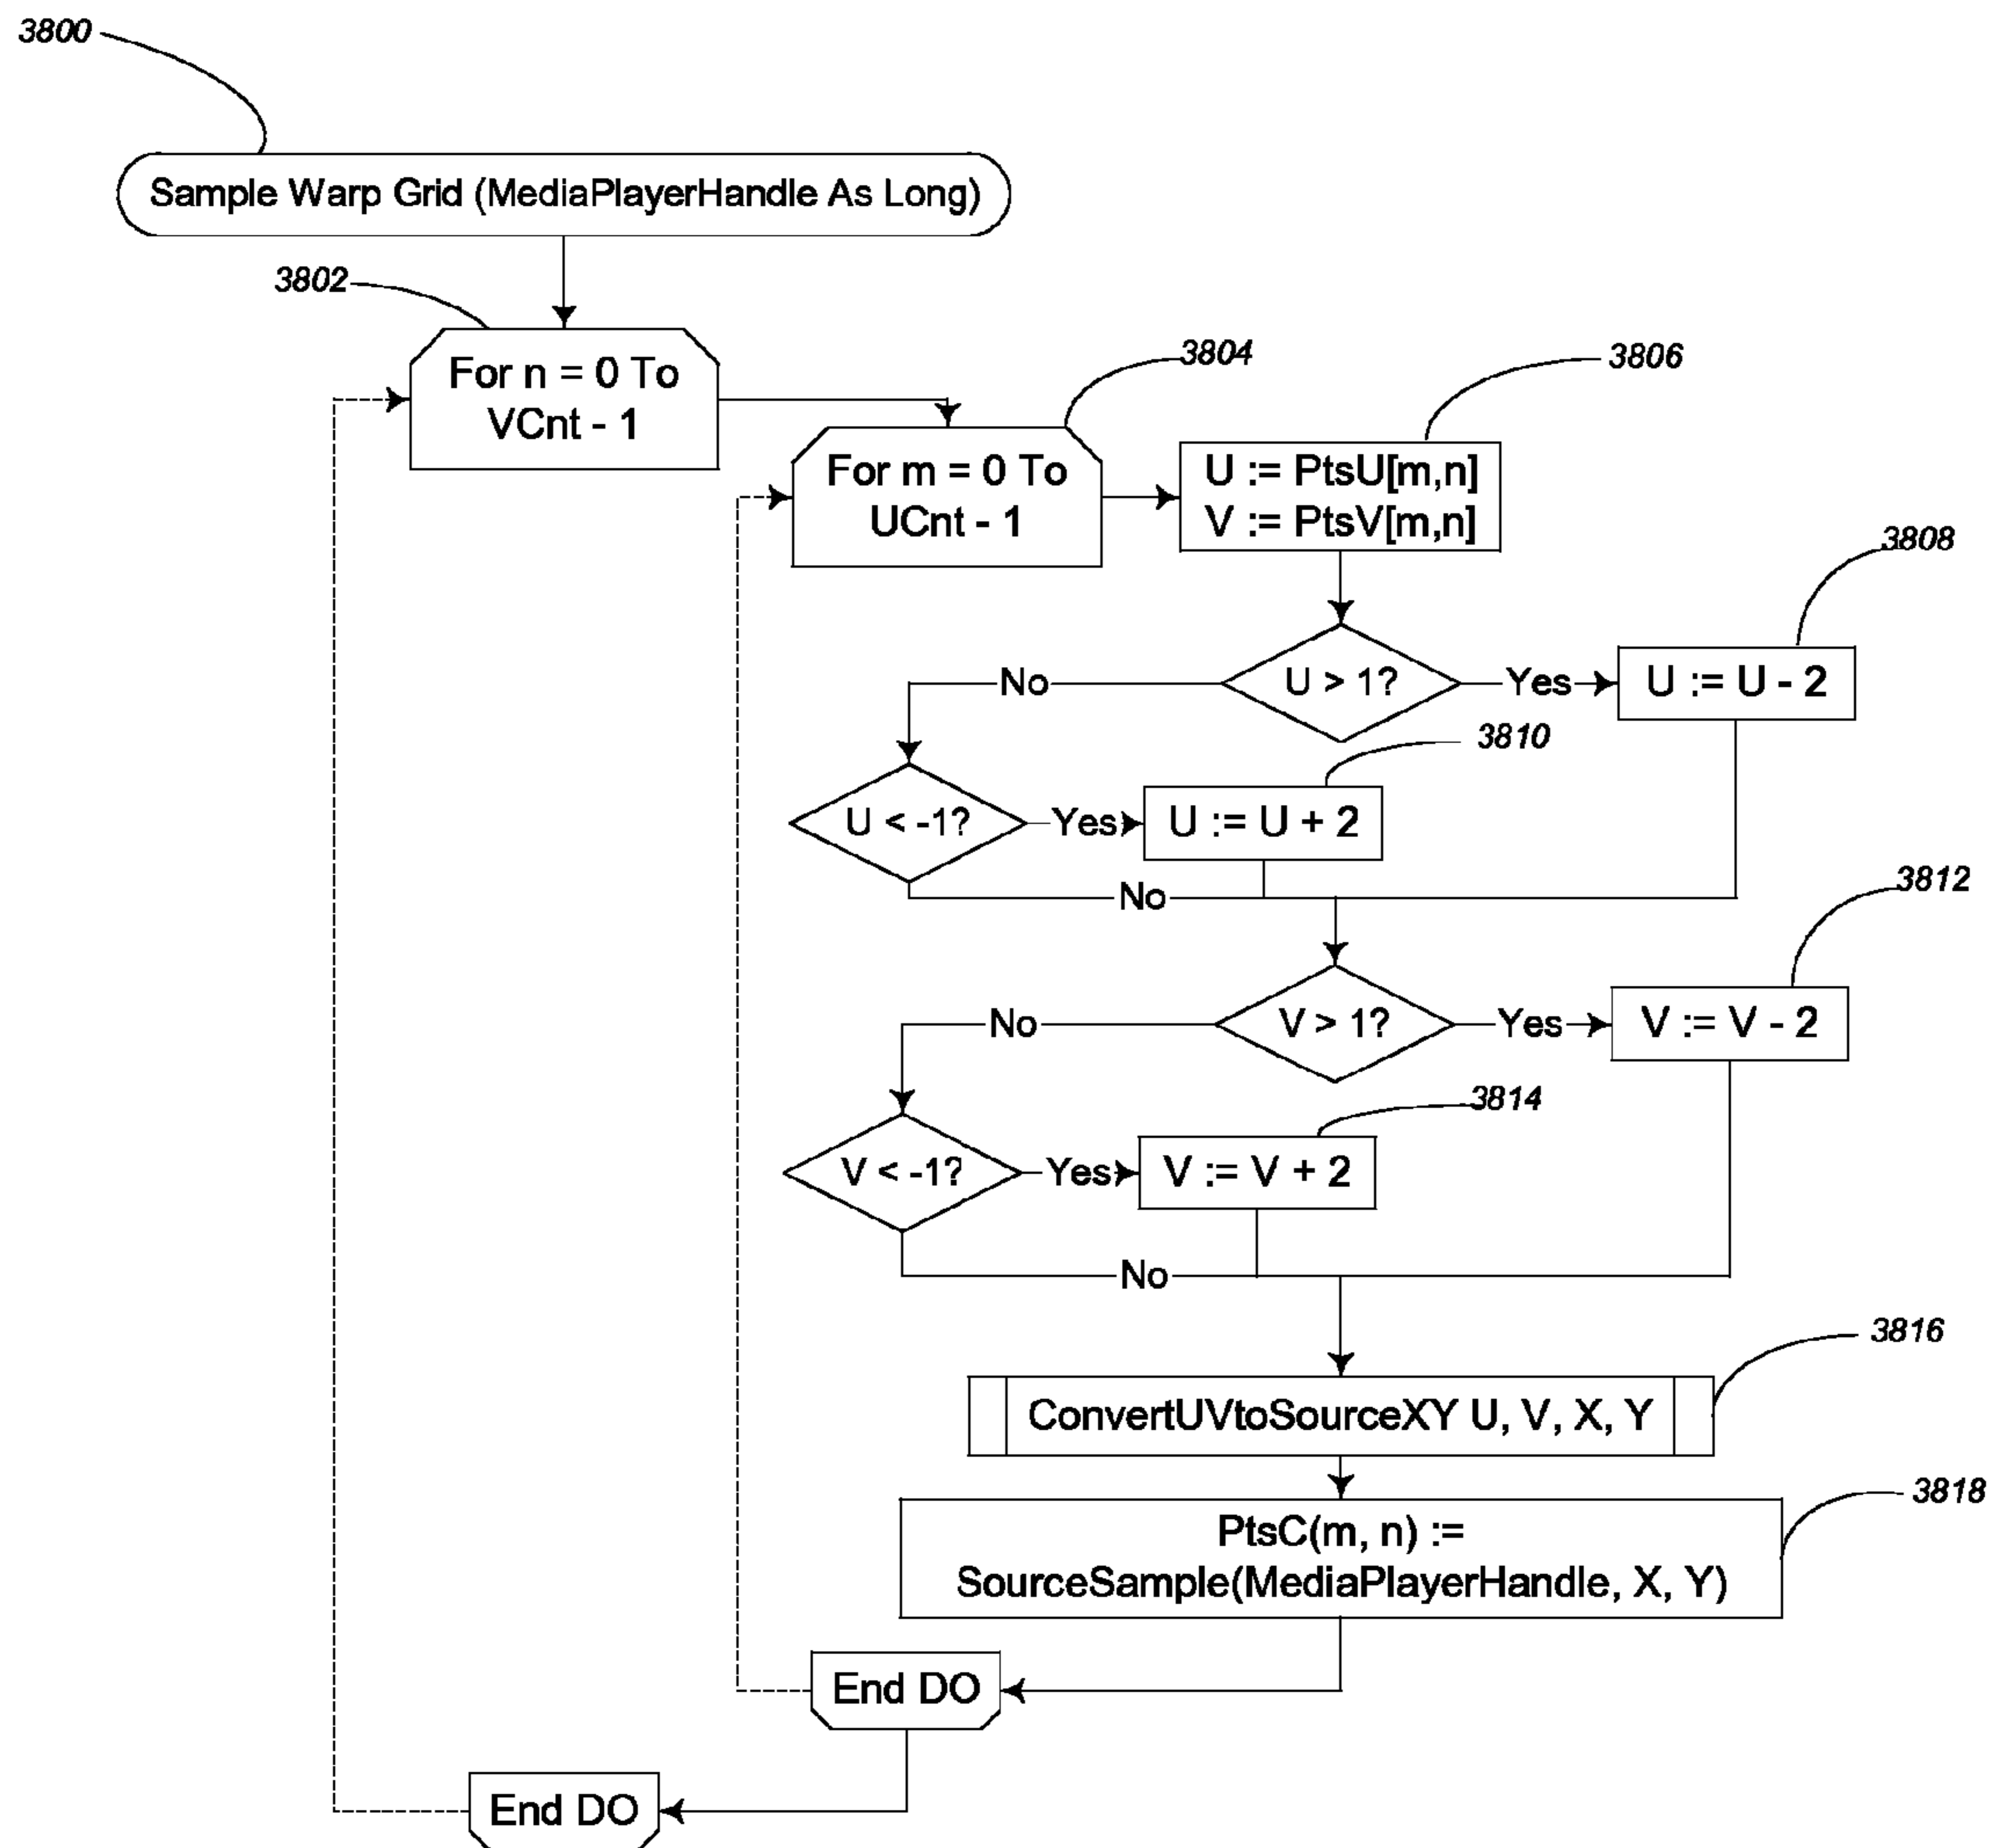 3800
Sample Warp Grid (MediaPlayerHandle As Long)
3802
For n = 0 To
VCnt - 1
3804
For m = 0 To
UCnt - 1
3806
U := PtsU[m,n]
V := PtsV[m,n]
3808
U > 1?
No
Yes
U := U - 2
3810
U < -1?
Yes
U := U + 2
No
3812
V > 1?
No
Yes
V := V - 2
3814
V < -1?
Yes
V := V + 2
No
3816
ConvertUVtoSourceXY U, V, X, Y
3818
PtsC(m, n) :=
SourceSample(MediaPlayerHandle, X, Y)
End DO
End DO